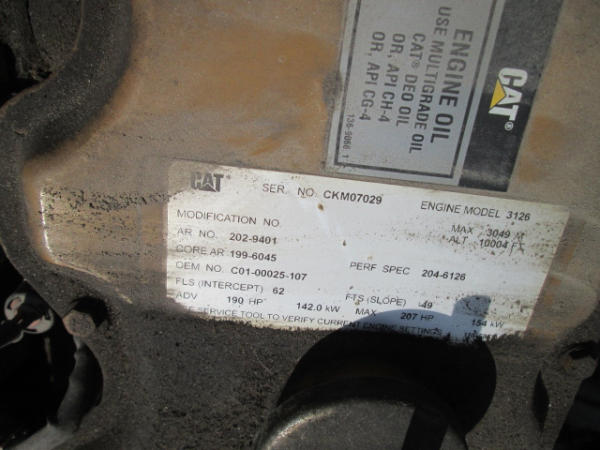 CAT
ENGINE OIL
USE MULTIGRADE OIL
CAT® DEO OIL
OR, API CH-4
OR, API CG-4
CAT SER. NO. CKM07029 ENGINE MODEL 3126
MODIFICATION NO. MAX 3049 M
AR NO. 202-9401 ALT 10004 FT
CORE AR 199-6045
OEM NO. C01-00025-107 PERF SPEC 204-6126
FLS (INTERCEPT) 62 FTS (SLOPE) 49
ADV 190 HP 142.0 kW MAX 207 HP 154 kW
SERVICE TOOL TO VERIFY CURRENT ENGINE SETTINGS